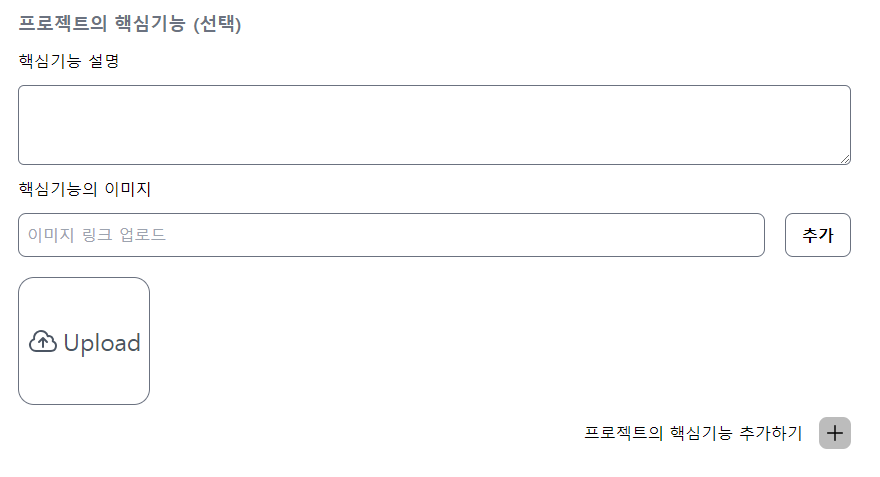 프로젝트의 핵심기능 (선택)
핵심기능 설명
핵심기능의 이미지
이미지 링크 업로드
추가
Upload
프로젝트의 핵심기능 추가하기